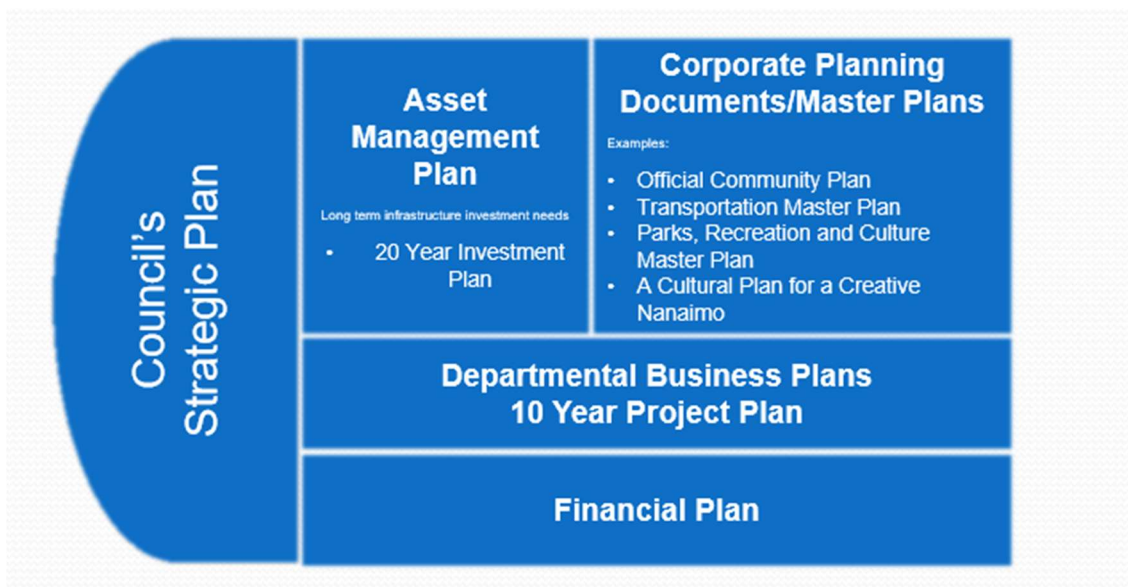 Council's
Strategic Plan
Asset
Management
Plan
Long term infrastructure investment needs
• 20 Year Investment
Plan
Corporate Planning
Documents/Master Plans
Examples:
• Official Community Plan
• Transportation Master Plan
• Parks, Recreation and Culture
Master Plan
• A Cultural Plan for a Creative
Nanaimo
Departmental Business Plans
10 Year Project Plan
Financial Plan